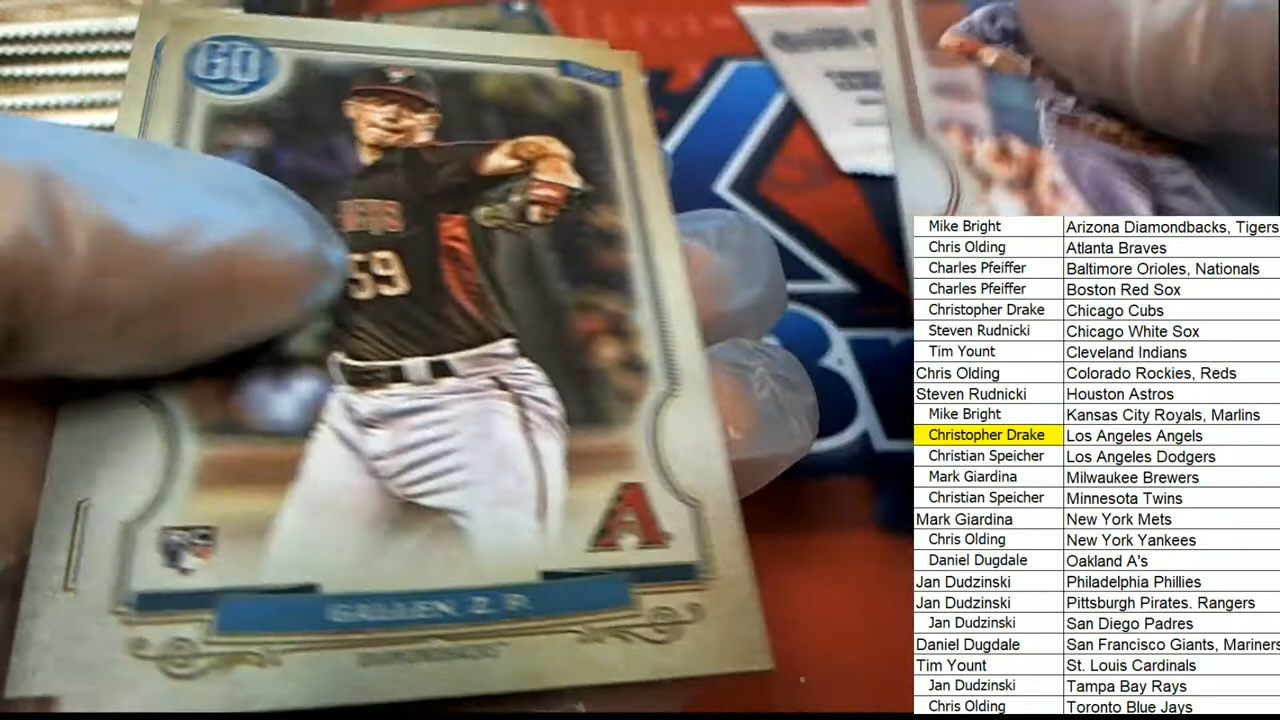 GQ
59
GALLEN, Z. P.
Mike Bright Arizona Diamondbacks, Tigers
Chris Olding Atlanta Braves
Charles Pfeiffer Baltimore Orioles, Nationals
Charles Pfeiffer Boston Red Sox
Christopher Drake Chicago Cubs
Steven Rudnicki Chicago White Sox
Tim Yount Cleveland Indians
Chris Olding Colorado Rockies, Reds
Steven Rudnicki Houston Astros
Mike Bright Kansas City Royals, Marlins
Christopher Drake Los Angeles Angels
Christian Speicher Los Angeles Dodgers
Mark Giardina Milwaukee Brewers
Christian Speicher Minnesota Twins
Mark Giardina New York Mets
Chris Olding New York Yankees
Daniel Dugdale Oakland A's
Jan Dudzinski Philadelphia Phillies
Jan Dudzinski Pittsburgh Pirates. Rangers
Jan Dudzinski San Diego Padres
Daniel Dugdale San Francisco Giants, Mariners
Tim Yount St. Louis Cardinals
Jan Dudzinski Tampa Bay Rays
Chris Olding Toronto Blue Jays